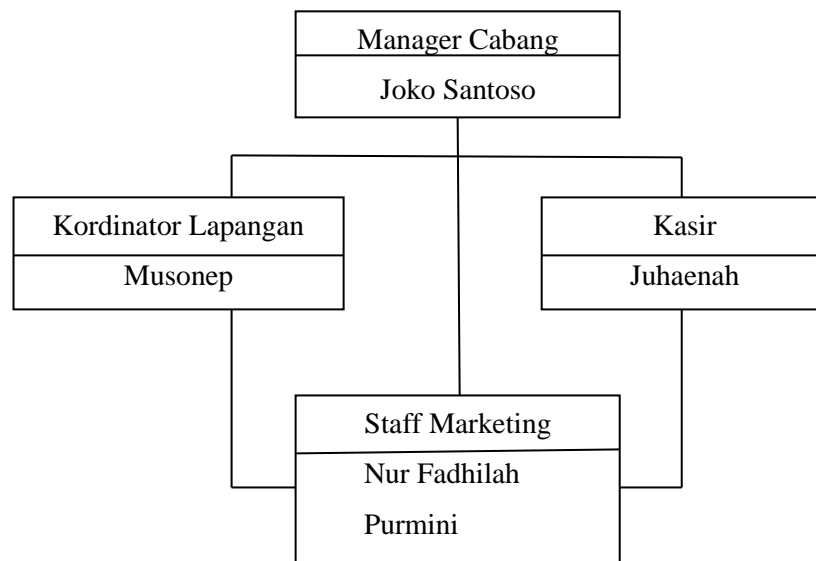 Manager Cabang
Joko Santoso
Kordinator Lapangan
Musonep
Kasir
Juhaenah
Staff Marketing
Nur Fadhilah
Purmini